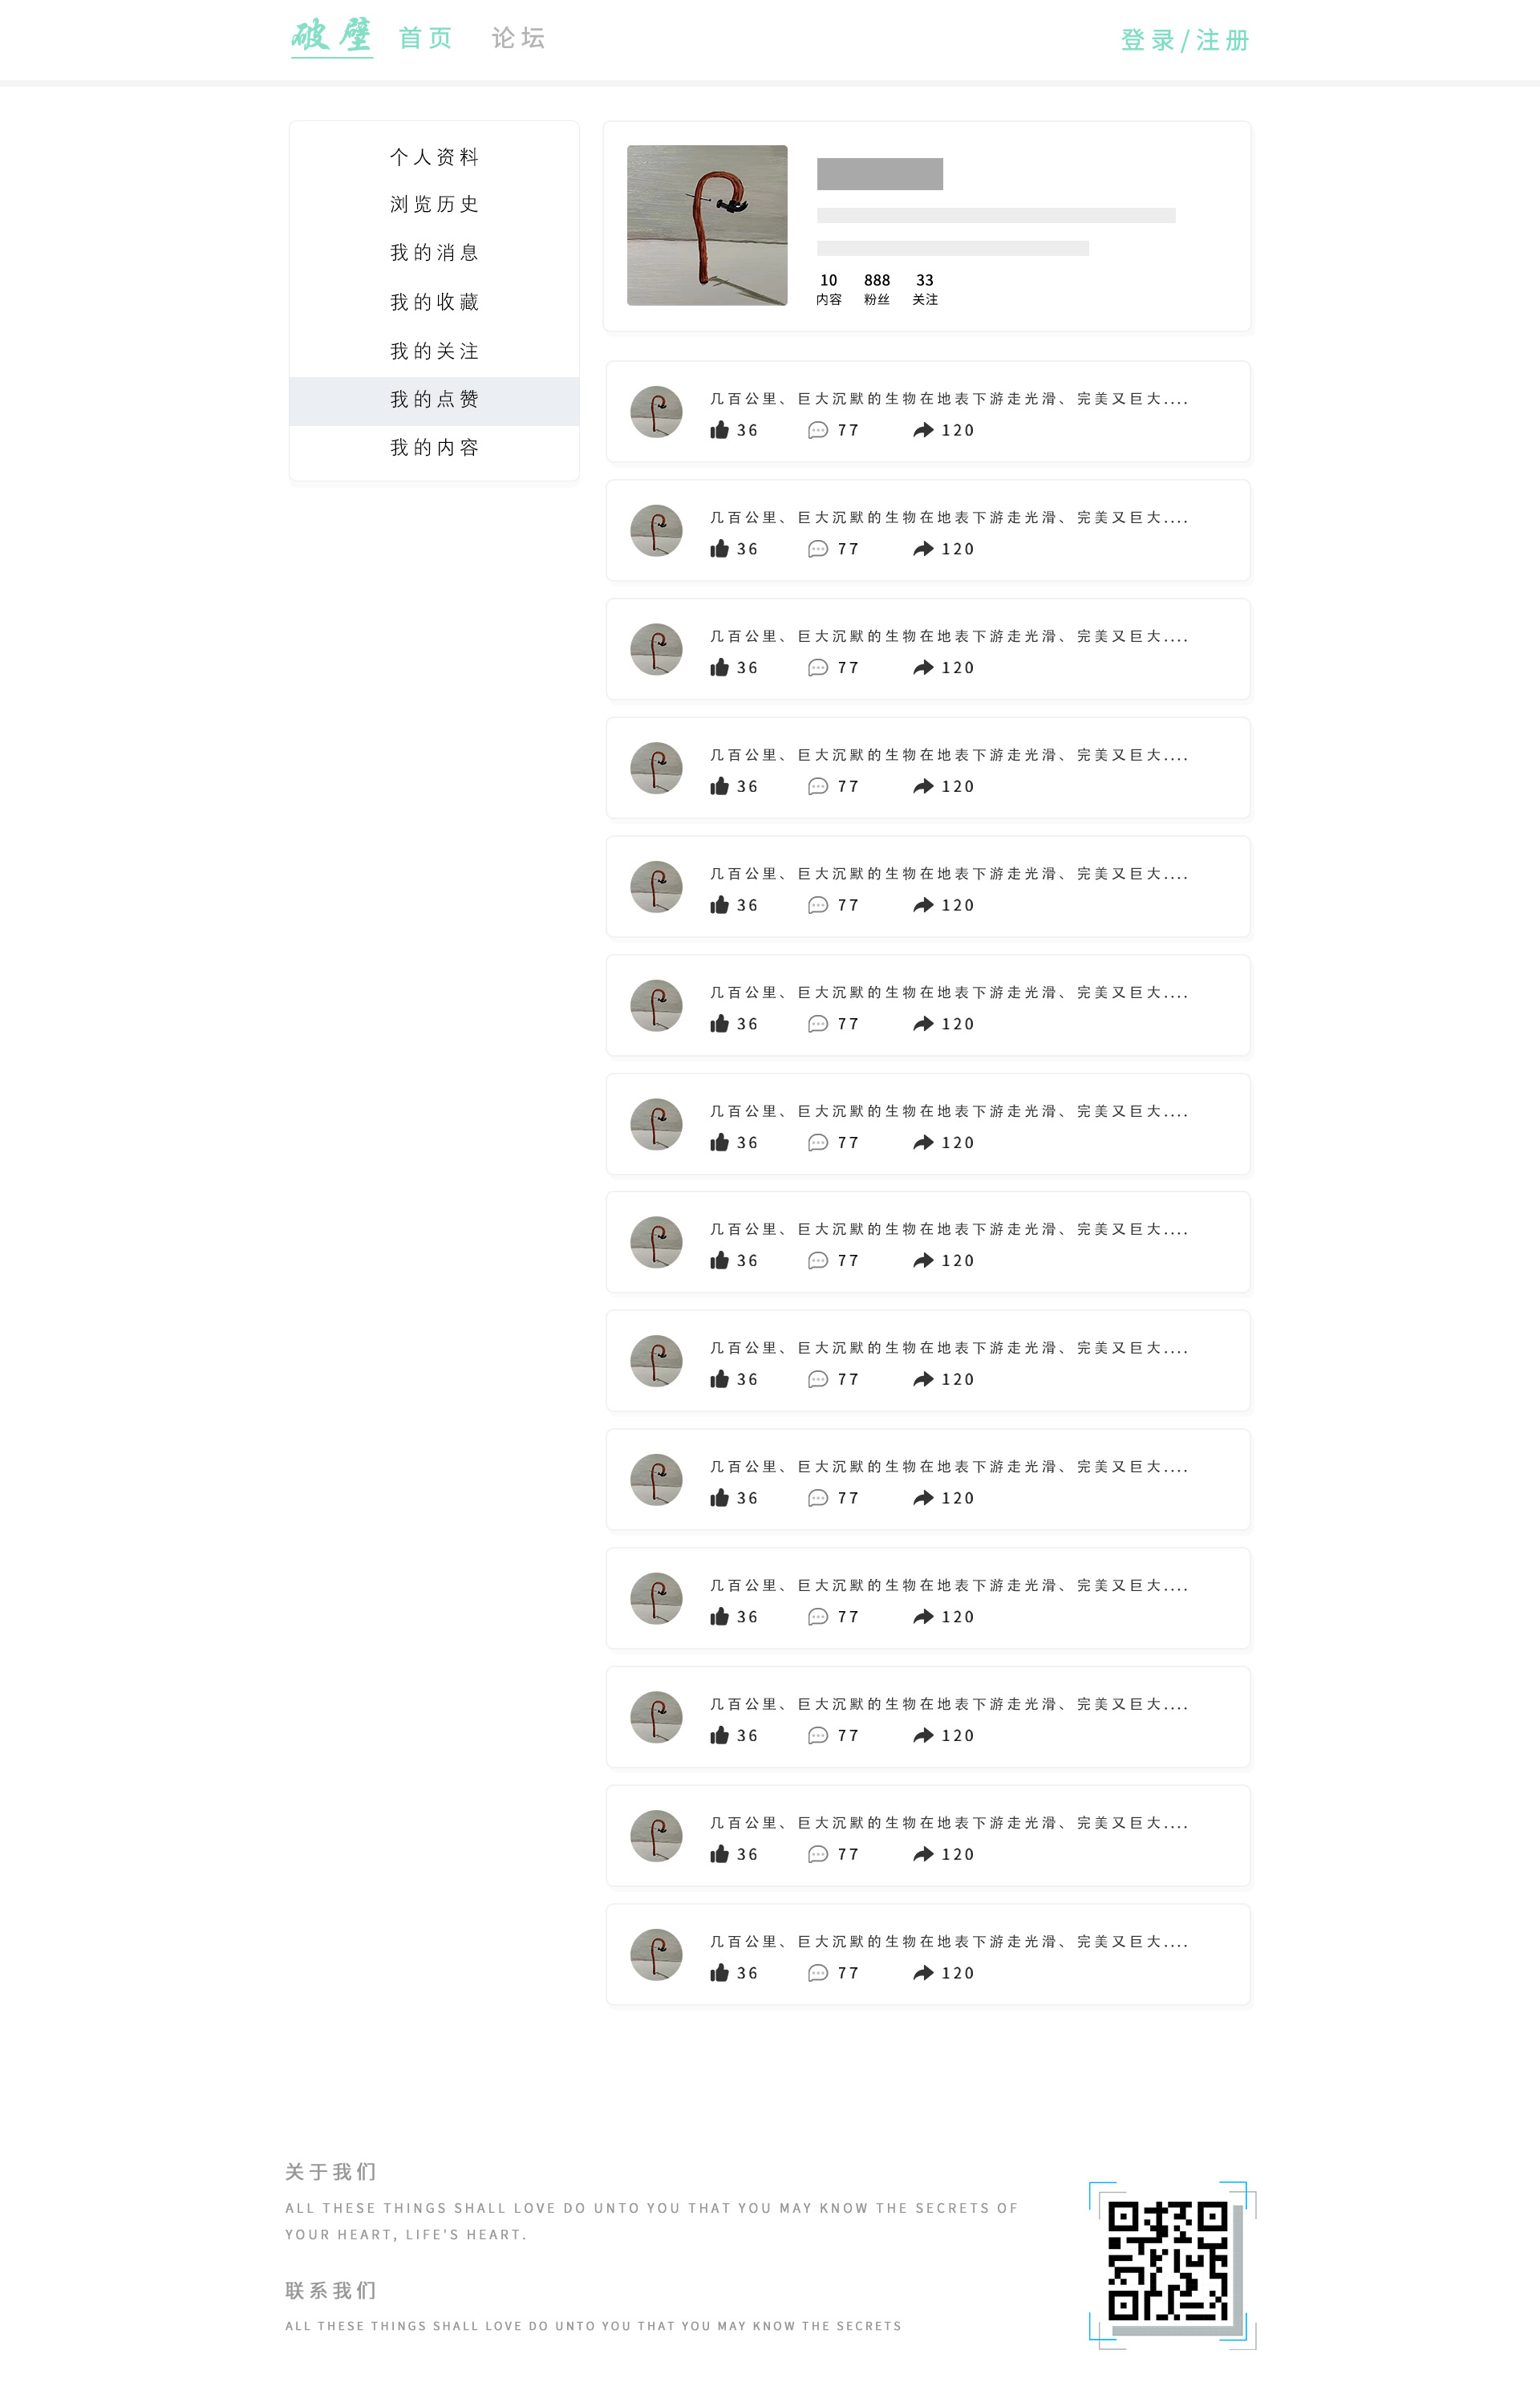 破壁 首页 论坛 登录/注册
个人资料
浏览历史
我的消息
我的收藏
我的关注
我的点赞
我的内容
10 888 33
内容 粉丝 关注
几百公里、巨大沉默的生物在地表下游走光滑、完美又巨大....
36 77 120
几百公里、巨大沉默的生物在地表下游走光滑、完美又巨大....
36 77 120
几百公里、巨大沉默的生物在地表下游走光滑、完美又巨大....
36 77 120
几百公里、巨大沉默的生物在地表下游走光滑、完美又巨大....
36 77 120
几百公里、巨大沉默的生物在地表下游走光滑、完美又巨大....
36 77 120
几百公里、巨大沉默的生物在地表下游走光滑、完美又巨大....
36 77 120
几百公里、巨大沉默的生物在地表下游走光滑、完美又巨大....
36 77 120
几百公里、巨大沉默的生物在地表下游走光滑、完美又巨大....
36 77 120
几百公里、巨大沉默的生物在地表下游走光滑、完美又巨大....
36 77 120
几百公里、巨大沉默的生物在地表下游走光滑、完美又巨大....
36 77 120
几百公里、巨大沉默的生物在地表下游走光滑、完美又巨大....
36 77 120
几百公里、巨大沉默的生物在地表下游走光滑、完美又巨大....
36 77 120
几百公里、巨大沉默的生物在地表下游走光滑、完美又巨大....
36 77 120
几百公里、巨大沉默的生物在地表下游走光滑、完美又巨大....
36 77 120
关于我们
ALL THESE THINGS SHALL LOVE DO UNTO YOU THAT YOU MAY KNOW THE SECRETS OF
YOUR HEART, LIFE'S HEART.
联系我们
ALL THESE THINGS SHALL LOVE DO UNTO YOU THAT YOU MAY KNOW THE SECRETS